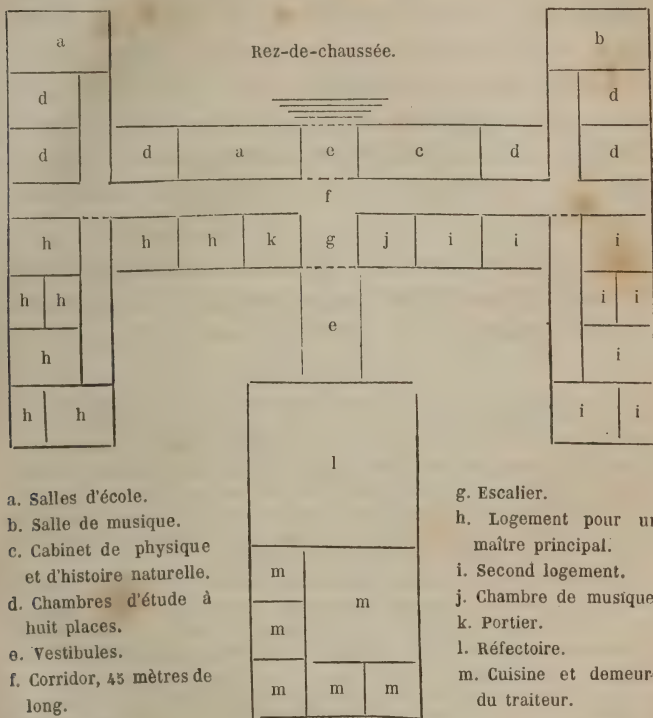 a
b
Rez-de-chaussée.
d
d
d
d
d
a
e
c
d
f
h
h
h
k
g
j
i
i
i
h
h
i
i
e
h
i
h
h
i
i
l
m
m
m
m
m
m
a. Salles d'école.
b. Salle de musique.
c. Cabinet de physique
et d'histoire naturelle.
d. Chambres d'étude à
huit places.
e. Vestibules.
f. Corridor, 45 mètres de
long.
g. Escalier.
h. Logement pour un
maître principal.
i. Second logement.
j. Chambre de musique
k. Portier.
l. Réfectoire.
m. Cuisine et demeur
du traiteur.